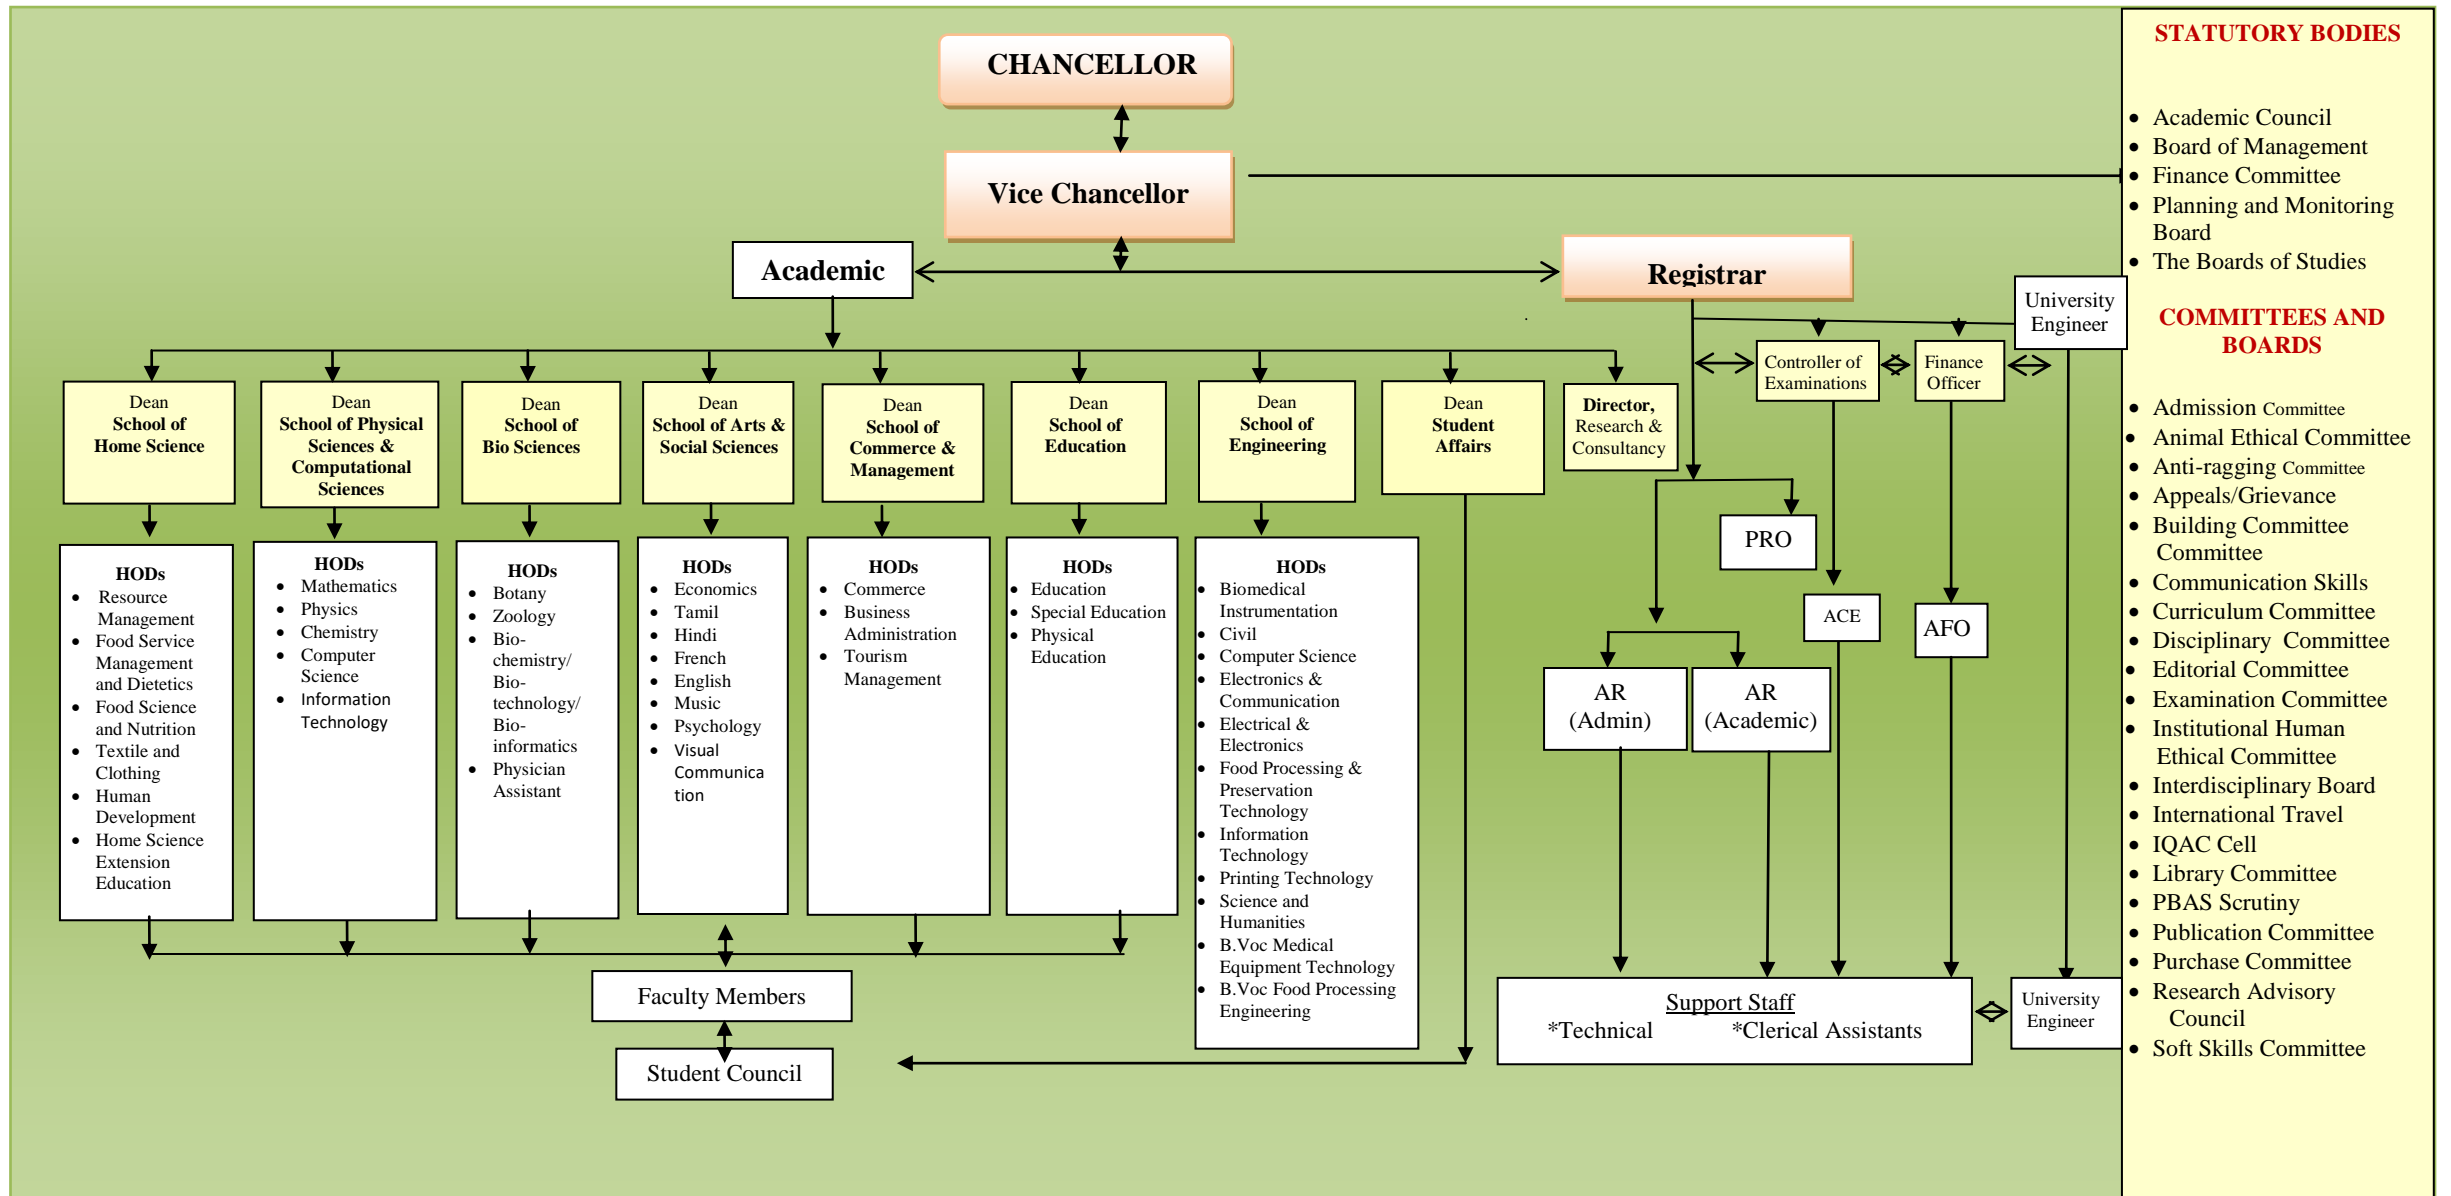 CHANCELLOR
Vice Chancellor
Academic
Registrar
University
Engineer
Controller of
Examinations
Finance
Officer
Dean
School of
Home Science
Dean
School of Physical
Sciences &
Computational
Sciences
Dean
School of
Bio Sciences
Dean
School of Arts &
Social Sciences
Dean
School of
Commerce &
Management
Dean
School of
Education
Dean
School of
Engineering
Dean
Student
Affairs
Director,
Research &
Consultancy
HODs
• Resource
Management
• Food Service
Management
and Dietetics
• Food Science
and Nutrition
• Textile and
Clothing
• Human
Development
• Home Science
Extension
Education
HODs
• Mathematics
• Physics
• Chemistry
• Computer
Science
• Information
Technology
HODs
• Botany
• Zoology
• Bio-
chemistry/
Bio-
technology/
Bio-
informatics
• Physician
Assistant
HODs
• Economics
• Tamil
• Hindi
• French
• English
• Music
• Psychology
• Visual
Communica
tion
HODs
• Commerce
• Business
Administration
• Tourism
Management
HODs
• Education
• Special Education
• Physical
Education
HODs
• Biomedical
Instrumentation
• Civil
• Computer Science
• Electronics &
Communication
• Electrical &
Electronics
• Food Processing &
Preservation
Technology
• Information
Technology
• Printing Technology
• Science and
Humanities
• B.Voc Medical
Equipment Technology
• B.Voc Food Processing
Engineering
PRO
ACE
AFO
AR
(Admin)
AR
(Academic)
Faculty Members
Student Council
Support Staff
*Technical *Clerical Assistants
University
Engineer
STATUTORY BODIES
• Academic Council
• Board of Management
• Finance Committee
• Planning and Monitoring
Board
• The Boards of Studies
COMMITTEES AND
BOARDS
• Admission Committee
• Animal Ethical Committee
• Anti-ragging Committee
• Appeals/Grievance
• Building Committee
Committee
• Communication Skills
• Curriculum Committee
• Disciplinary Committee
• Editorial Committee
• Examination Committee
• Institutional Human
Ethical Committee
• Interdisciplinary Board
• International Travel
• IQAC Cell
• Library Committee
• PBAS Scrutiny
• Publication Committee
• Purchase Committee
• Research Advisory
Council
• Soft Skills Committee